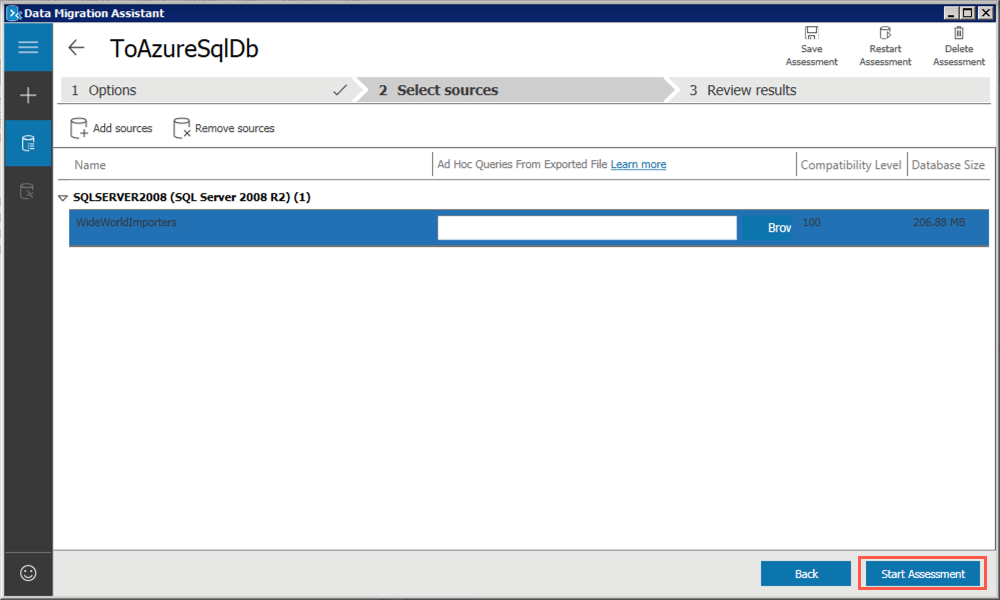 Data Migration Assistant
ToAzureSqlDb
Save Assessment
Restart Assessment
Delete Assessment
1 Options
2 Select sources
3 Review results
Add sources
Remove sources
Name
Ad Hoc Queries From Exported File Learn more
Compatibility Level
Database Size
SQLSERVER2008 (SQL Server 2008 R2) (1)
WideWorldImporters
Brow
100
206.88 MB
Back
Start Assessment